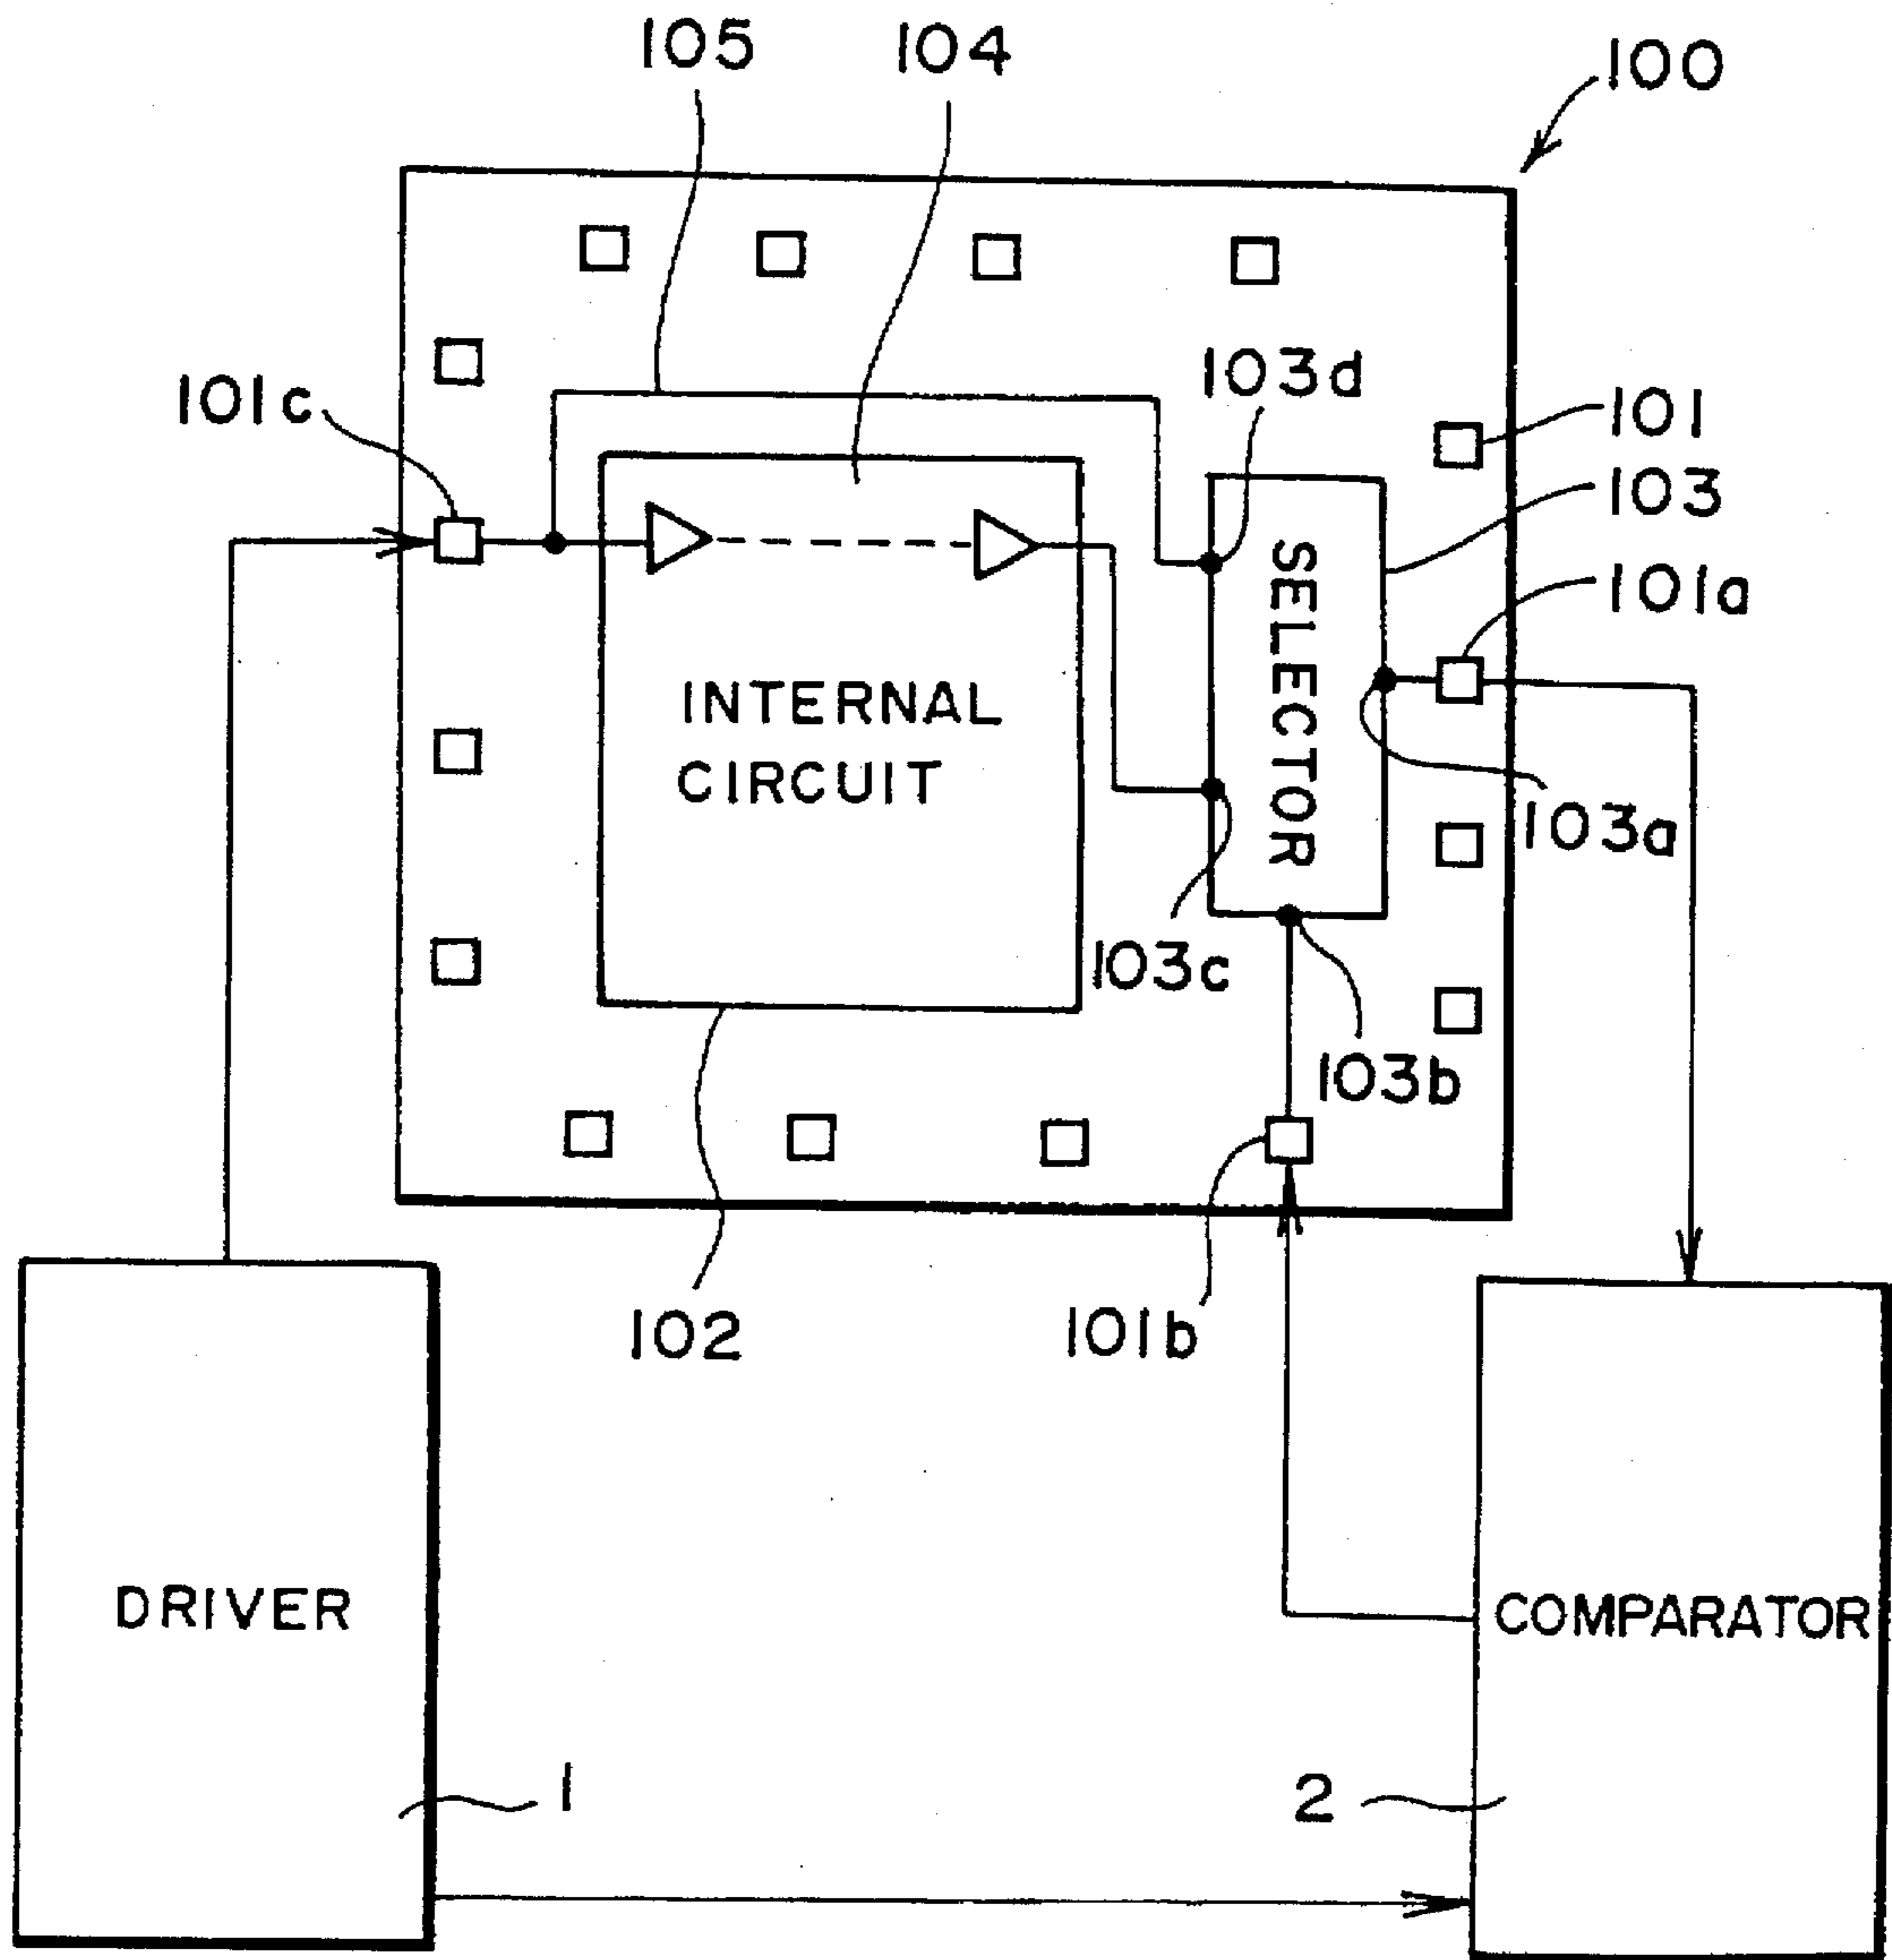 105
104
100
103d
101c
101
103
SELECTOR
101a
INTERNAL
CIRCUIT
103a
103c
103b
102
101b
DRIVER
COMPARATOR
1
2